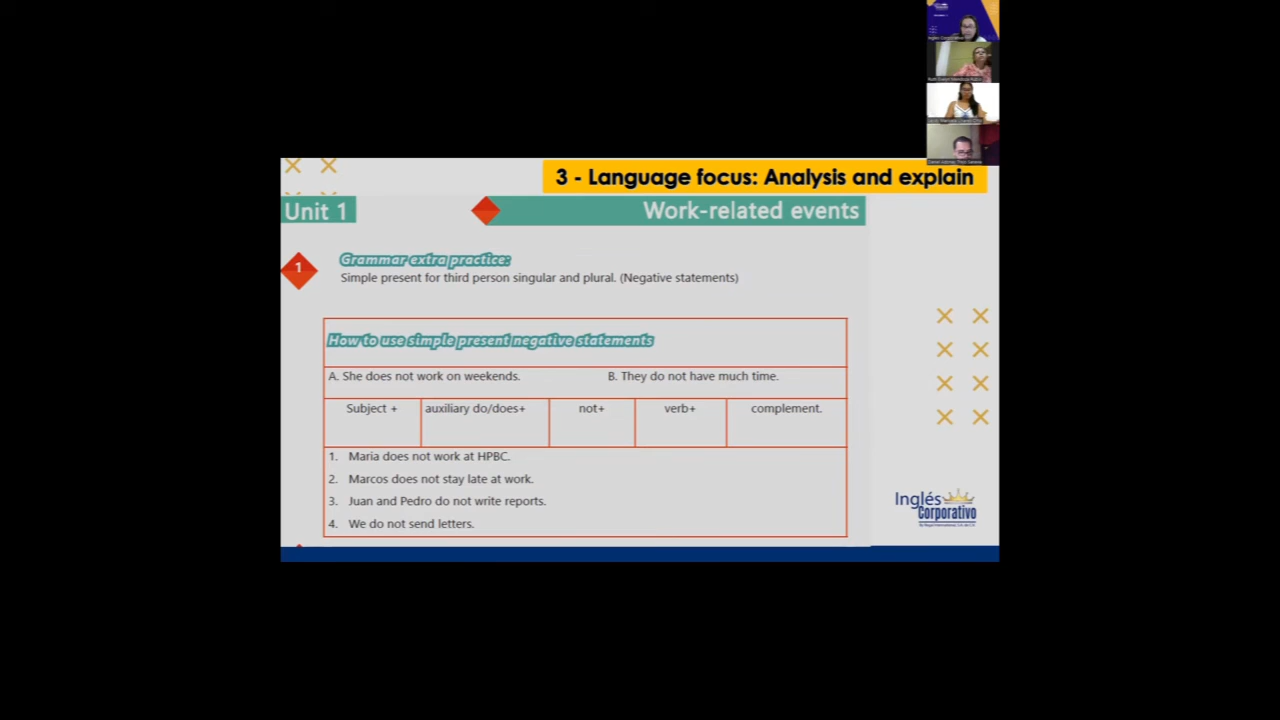 3 - Language focus: Analysis and explain
Unit 1
Work-related events
1
Grammar extra practice:
Simple present for third person singular and plural. (Negative statements)
How to use simple present negative statements
A. She does not work on weekends.
B. They do not have much time.
Subject + auxiliary do/does+ not+ verb+ complement.
1. Maria does not work at HPBC.
2. Marcos does not stay late at work.
3. Juan and Pedro do not write reports.
4. We do not send letters.
Inglés
Corporativo